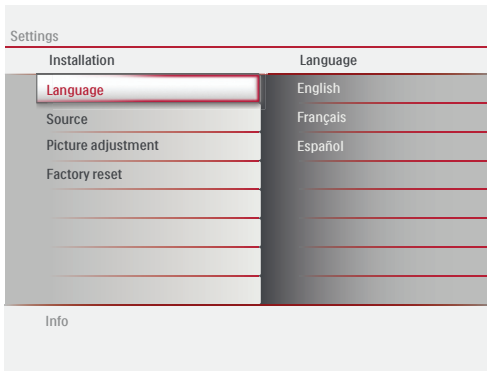 Settings
Installation
Language
Language
English
Source
Français
Picture adjustment
Español
Factory reset
Info